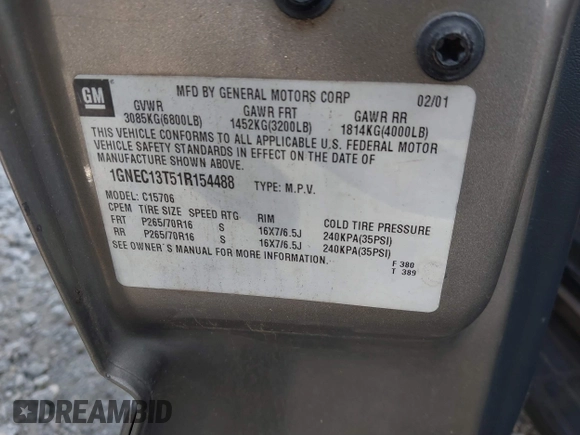 GM
MFD BY GENERAL MOTORS CORP 02/01
GVWR GAWR FRT GAWR RR
3085KG(6800LB) 1452KG(3200LB) 1814KG(4000LB)
THIS VEHICLE CONFORMS TO ALL APPLICABLE U.S. FEDERAL MOTOR
VEHICLE SAFETY STANDARDS IN EFFECT ON THE DATE OF
MANUFACTURE SHOWN ABOVE.
1GNEC13T51R154488 TYPE: M.P.V.
MODEL: C15706
CPEM TIRE SIZE SPEED RTG RIM COLD TIRE PRESSURE
FRT P265/70R16 S 16X7/6.5J 240KPA(35PSI)
RR P265/70R16 S 16X7/6.5J 240KPA(35PSI)
SEE OWNER'S MANUAL FOR MORE INFORMATION.
F 380
T 389
DREAMBID